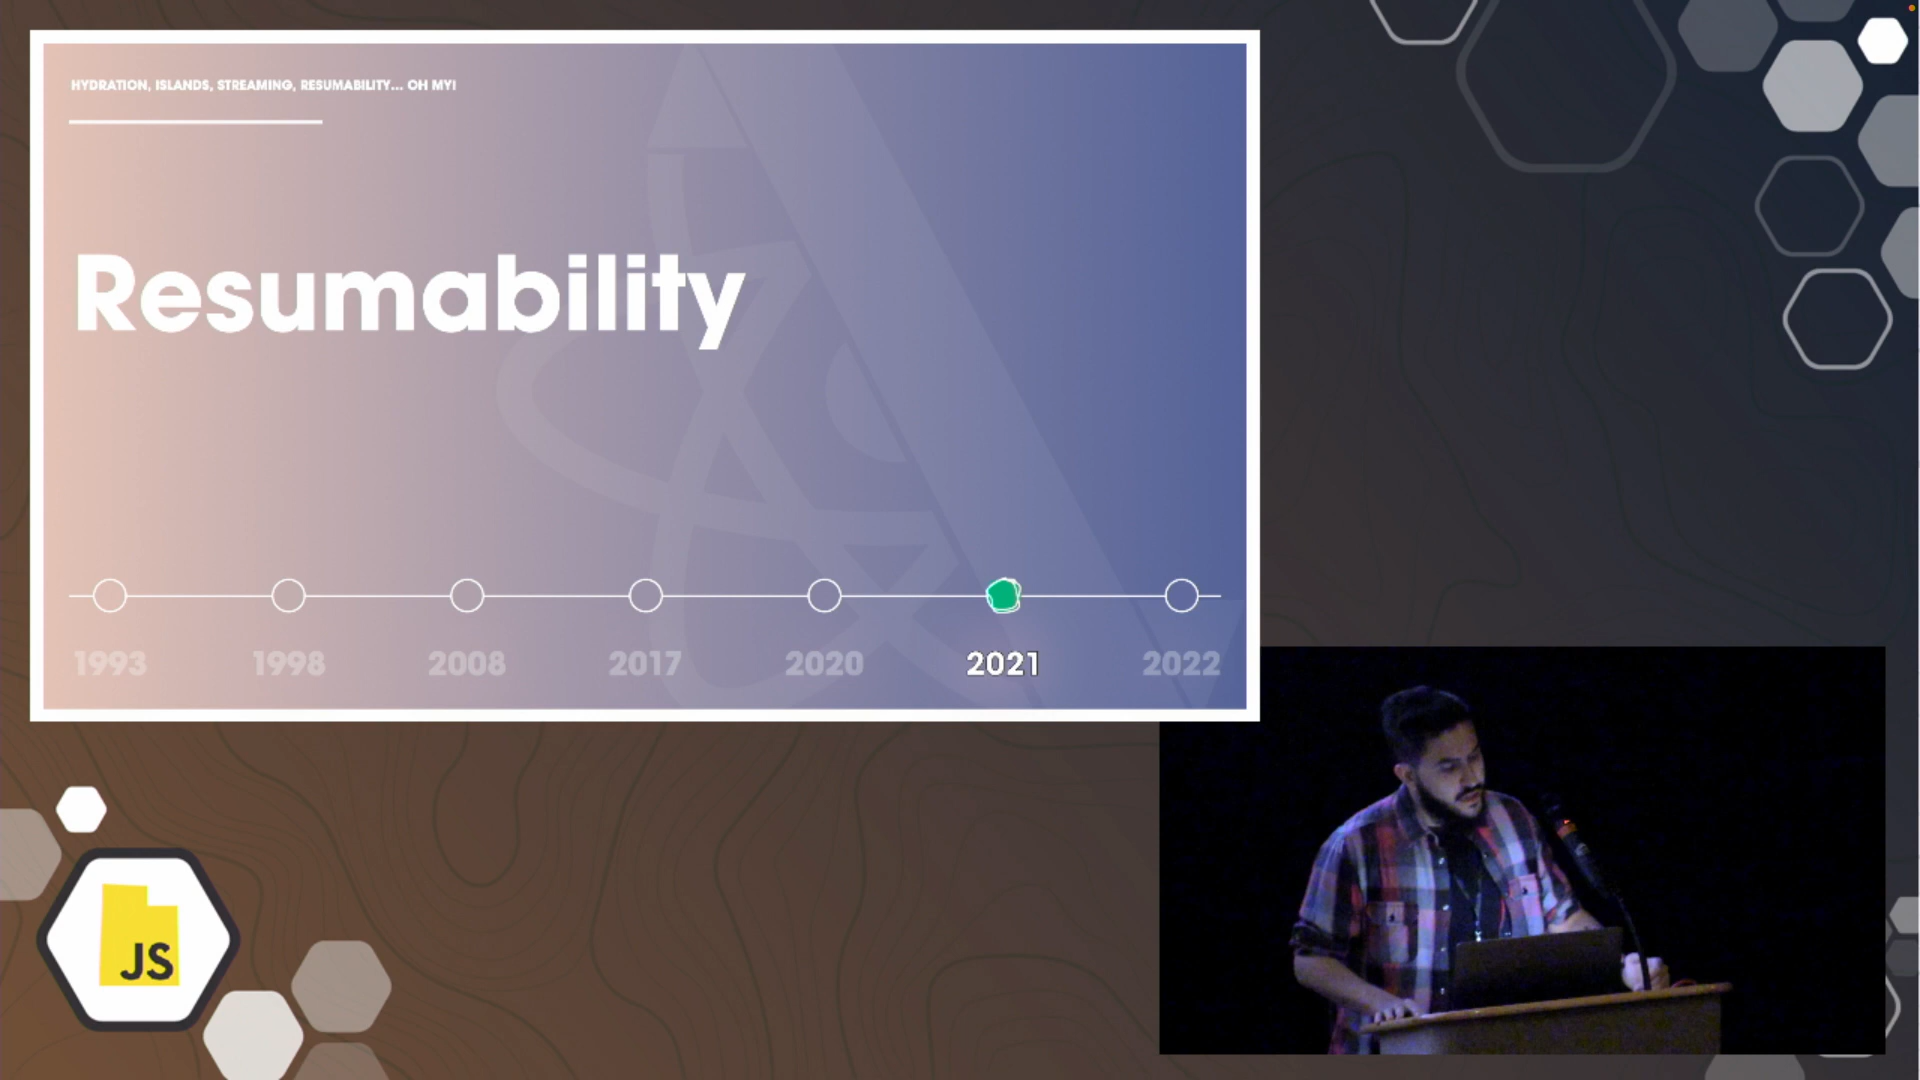 HYDRATION, ISLANDS, STREAMING, RESUMABILITY... OH MY!
Resumability
1993 1998 2008 2017 2020 2021 2022
JS